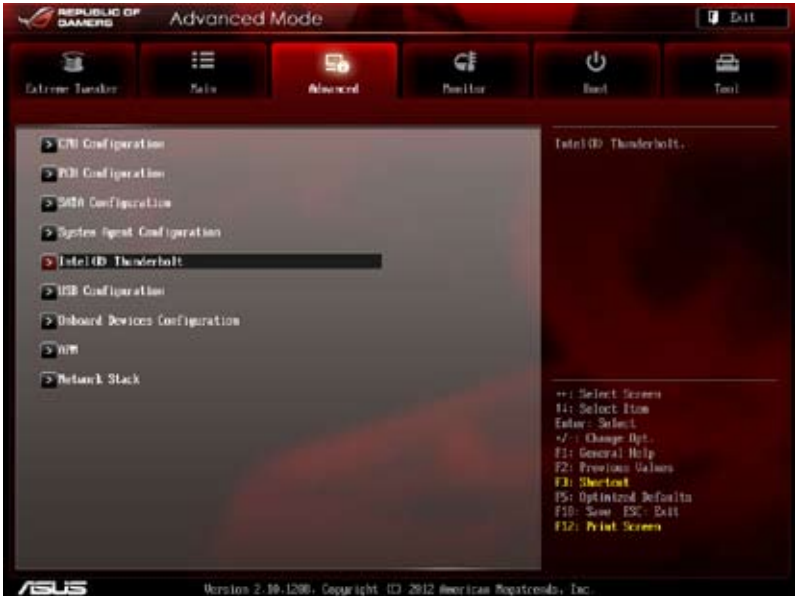 REPUBLIC OF
GAMERS
Advanced Mode
Exit
Extreme Tweaker
Main
Advanced
Monitor
Boot
Tool
> CPU Configuration
> PCH Configuration
> SATA Configuration
> System Agent Configuration
> Intel(R) Thunderbolt
> USB Configuration
> Onboard Devices Configuration
> APM
> Network Stack
Intel(R) Thunderbolt.
→←: Select Screen
↑↓: Select Item
Enter: Select
+/-: Change Opt.
F1: General Help
F2: Previous Values
F3: Shortcut
F5: Optimized Defaults
F10: Save ESC: Exit
F12: Print Screen
ASUS
Version 2.10.1208. Copyright (C) 2012 American Megatrends, Inc.